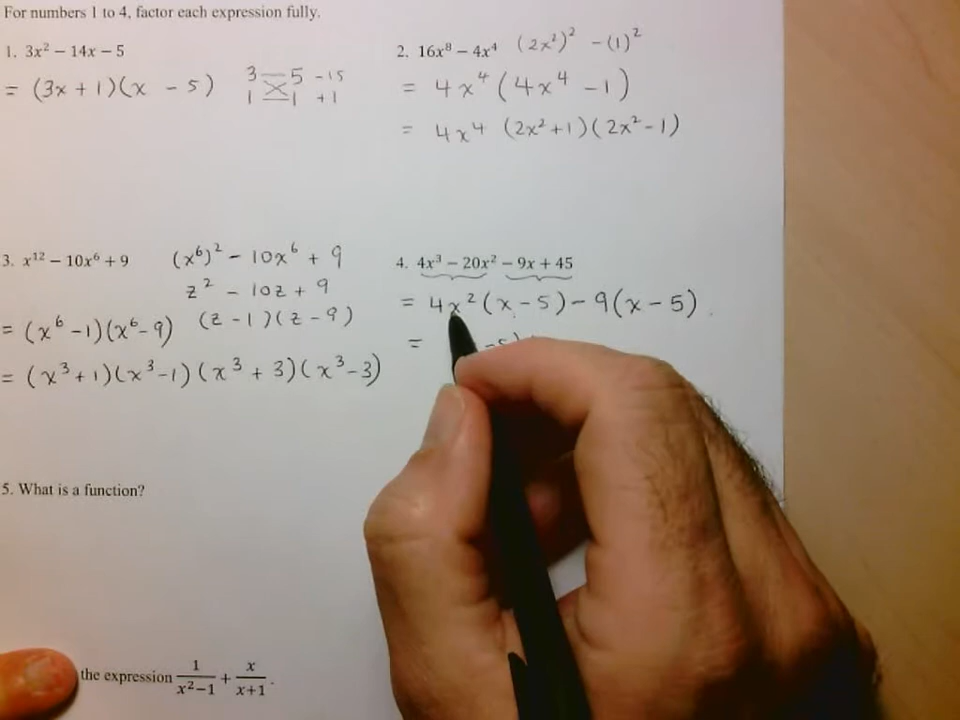 For numbers 1 to 4, factor each expression fully.
1. 3x² − 14x − 5
= (3x + 1)(x − 5)
3 5 −15
1 1 +1
2. 16x⁸ − 4x⁴ (2x²)² − (1)²
= 4x⁴(4x⁴ − 1)
= 4x⁴ (2x² + 1)(2x² − 1)
3. x¹² − 10x⁶ + 9 (x⁶)² − 10x⁶ + 9
z² − 10z + 9
= (x⁶ − 1)(x⁶ − 9) (z − 1)(z − 9)
= (x³ + 1)(x³ − 1)(x³ + 3)(x³ − 3)
4. 4x³ − 20x² − 9x + 45
= 4x²(x − 5) − 9(x − 5)
= −5)
5. What is a function?
the expression 1/(x²−1) + x/(x+1) .